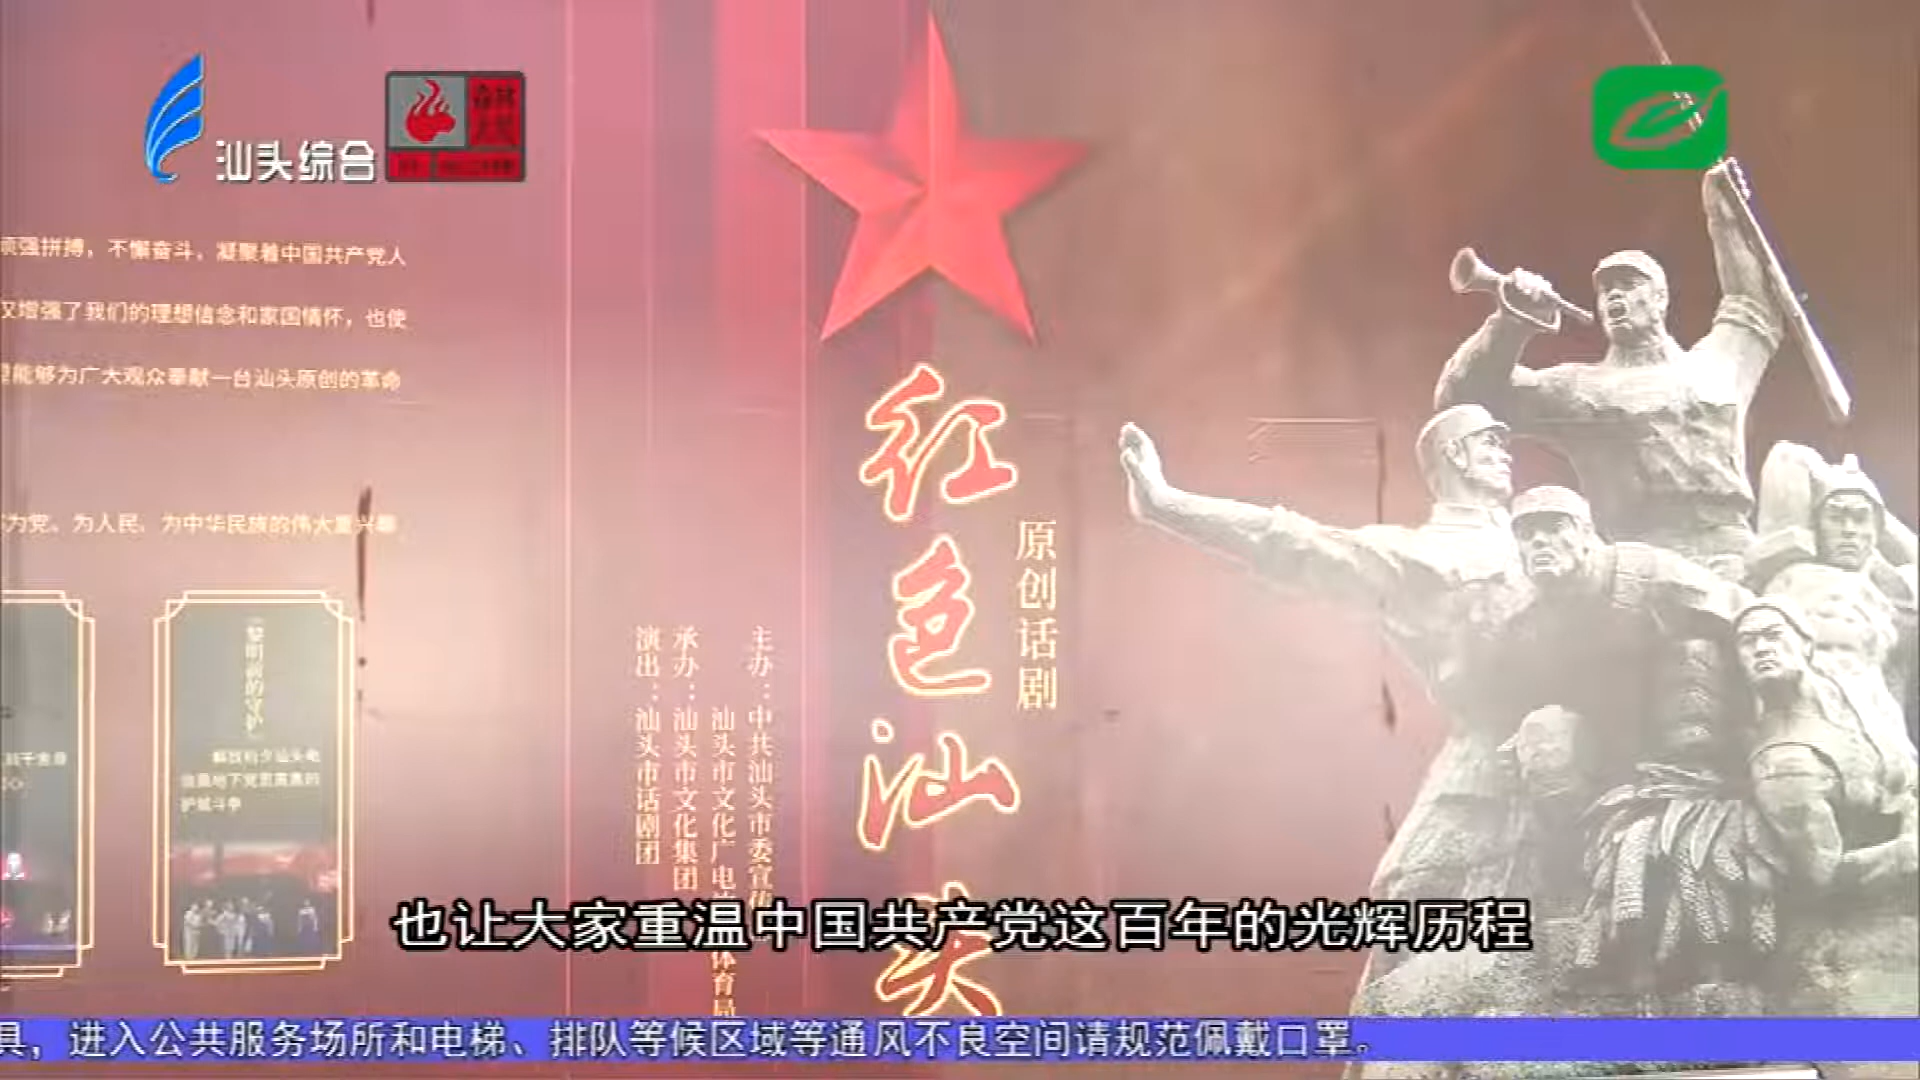 汕头综合
顽强拼搏，不懈奋斗，凝聚着中国共产党人
又增强了我们的理想信念和家国情怀，也使
能够为广大观众奉献一台汕头原创的革命
为党、为人民、为中华民族的伟大复兴
黎明前的守护
解放前夕汕头电
护城斗争
红色汕头
原创话剧
主办：中共汕头市委宣传
汕头市文化广电 体育局
承办：汕头市文化集团
演出：汕头市话剧团
也让大家重温中国共产党这百年的光辉历程
具，进入公共服务场所和电梯、排队等候区域等通风不良空间请规范佩戴口罩。